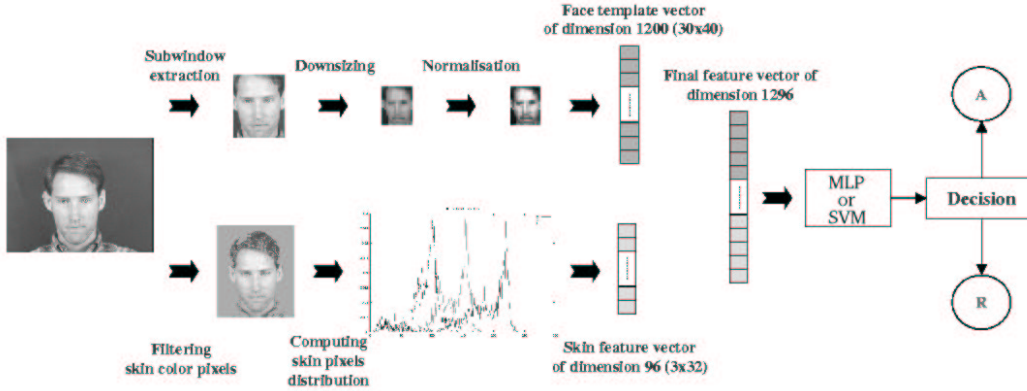 Face template vector
of dimension 1200 (30x40)
Subwindow
extraction
Downsizing
Normalisation
Final feature vector of
dimension 1296
A
MLP
or
SVM
Decision
R
Filtering
skin color pixels
Computing
skin pixels
distribution
Skin feature vector
of dimension 96 (3x32)